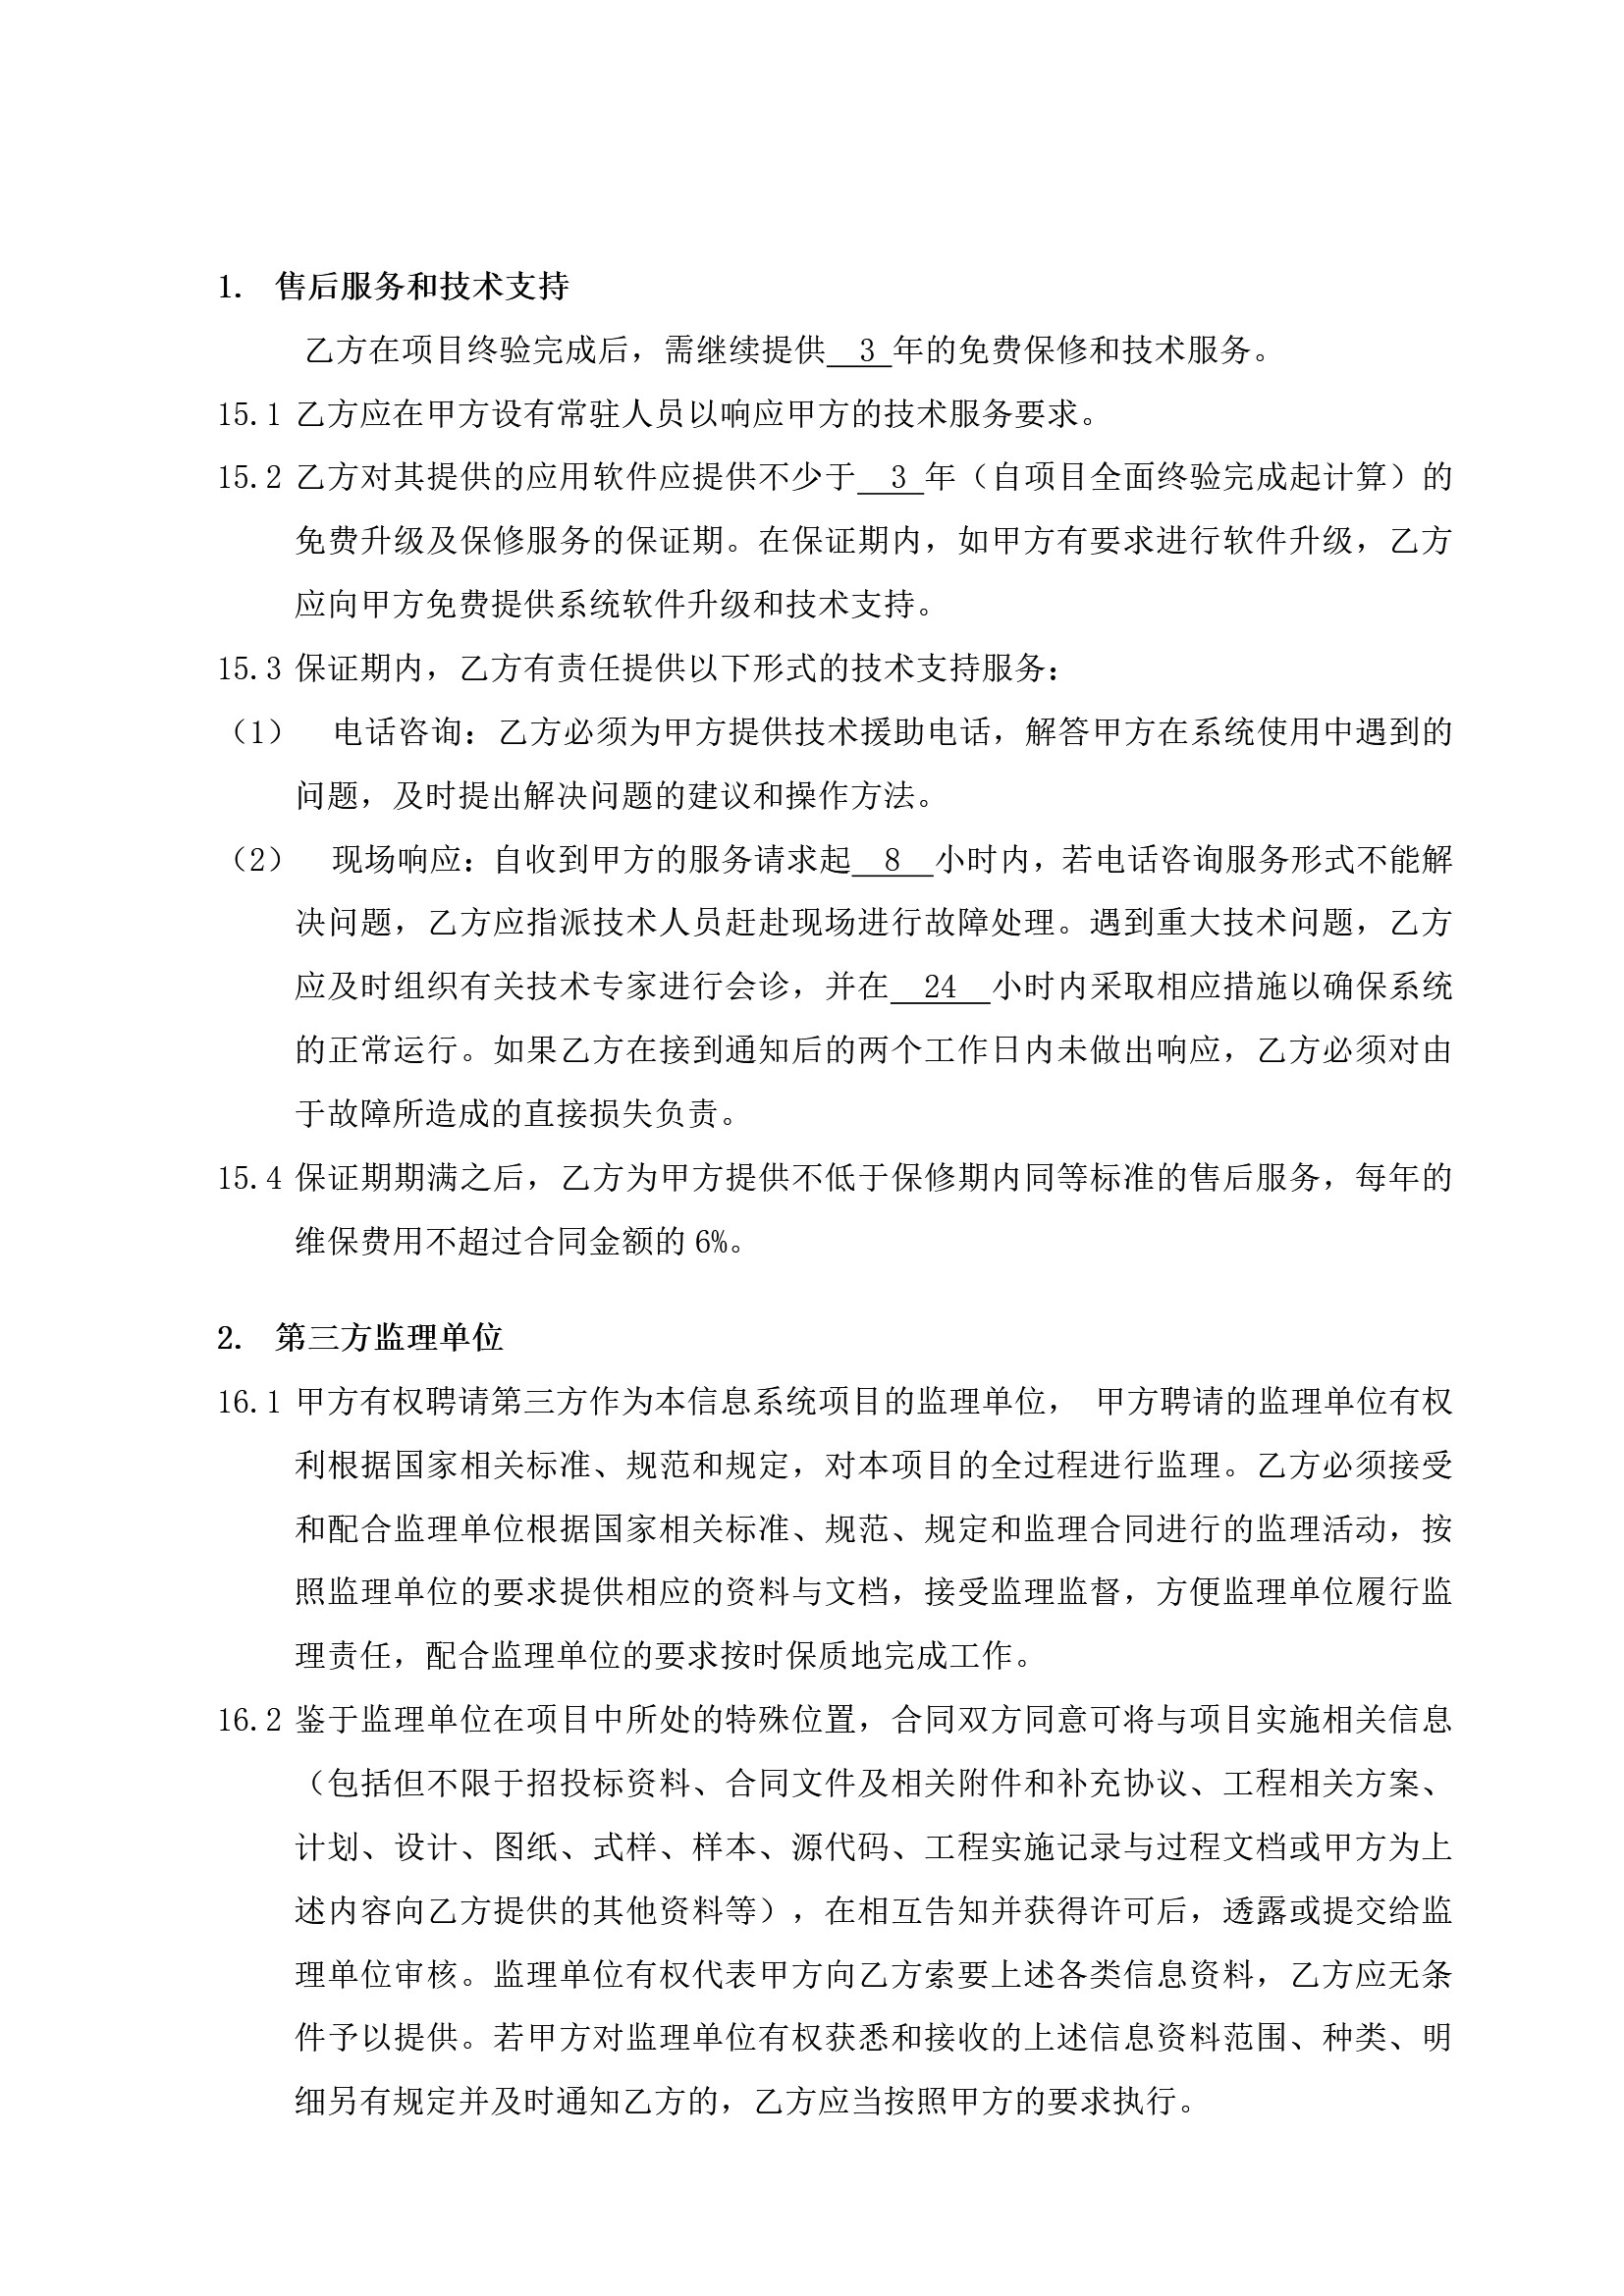 1. 售后服务和技术支持
乙方在项目终验完成后，需继续提供 3 年的免费保修和技术服务。
15.1 乙方应在甲方设有常驻人员以响应甲方的技术服务要求。
15.2 乙方对其提供的应用软件应提供不少于 3 年（自项目全面终验完成起计算）的
免费升级及保修服务的保证期。在保证期内，如甲方有要求进行软件升级，乙方
应向甲方免费提供系统软件升级和技术支持。
15.3 保证期内，乙方有责任提供以下形式的技术支持服务：
（1） 电话咨询：乙方必须为甲方提供技术援助电话，解答甲方在系统使用中遇到的
问题，及时提出解决问题的建议和操作方法。
（2） 现场响应：自收到甲方的服务请求起 8 小时内，若电话咨询服务形式不能解
决问题，乙方应指派技术人员赶赴现场进行故障处理。遇到重大技术问题，乙方
应及时组织有关技术专家进行会诊，并在 24 小时内采取相应措施以确保系统
的正常运行。如果乙方在接到通知后的两个工作日内未做出响应，乙方必须对由
于故障所造成的直接损失负责。
15.4 保证期期满之后，乙方为甲方提供不低于保修期内同等标准的售后服务，每年的
维保费用不超过合同金额的 6%。
2. 第三方监理单位
16.1 甲方有权聘请第三方作为本信息系统项目的监理单位， 甲方聘请的监理单位有权
利根据国家相关标准、规范和规定，对本项目的全过程进行监理。乙方必须接受
和配合监理单位根据国家相关标准、规范、规定和监理合同进行的监理活动，按
照监理单位的要求提供相应的资料与文档，接受监理监督，方便监理单位履行监
理责任，配合监理单位的要求按时保质地完成工作。
16.2 鉴于监理单位在项目中所处的特殊位置，合同双方同意可将与项目实施相关信息
（包括但不限于招投标资料、合同文件及相关附件和补充协议、工程相关方案、
计划、设计、图纸、式样、样本、源代码、工程实施记录与过程文档或甲方为上
述内容向乙方提供的其他资料等），在相互告知并获得许可后，透露或提交给监
理单位审核。监理单位有权代表甲方向乙方索要上述各类信息资料，乙方应无条
件予以提供。若甲方对监理单位有权获悉和接收的上述信息资料范围、种类、明
细另有规定并及时通知乙方的，乙方应当按照甲方的要求执行。